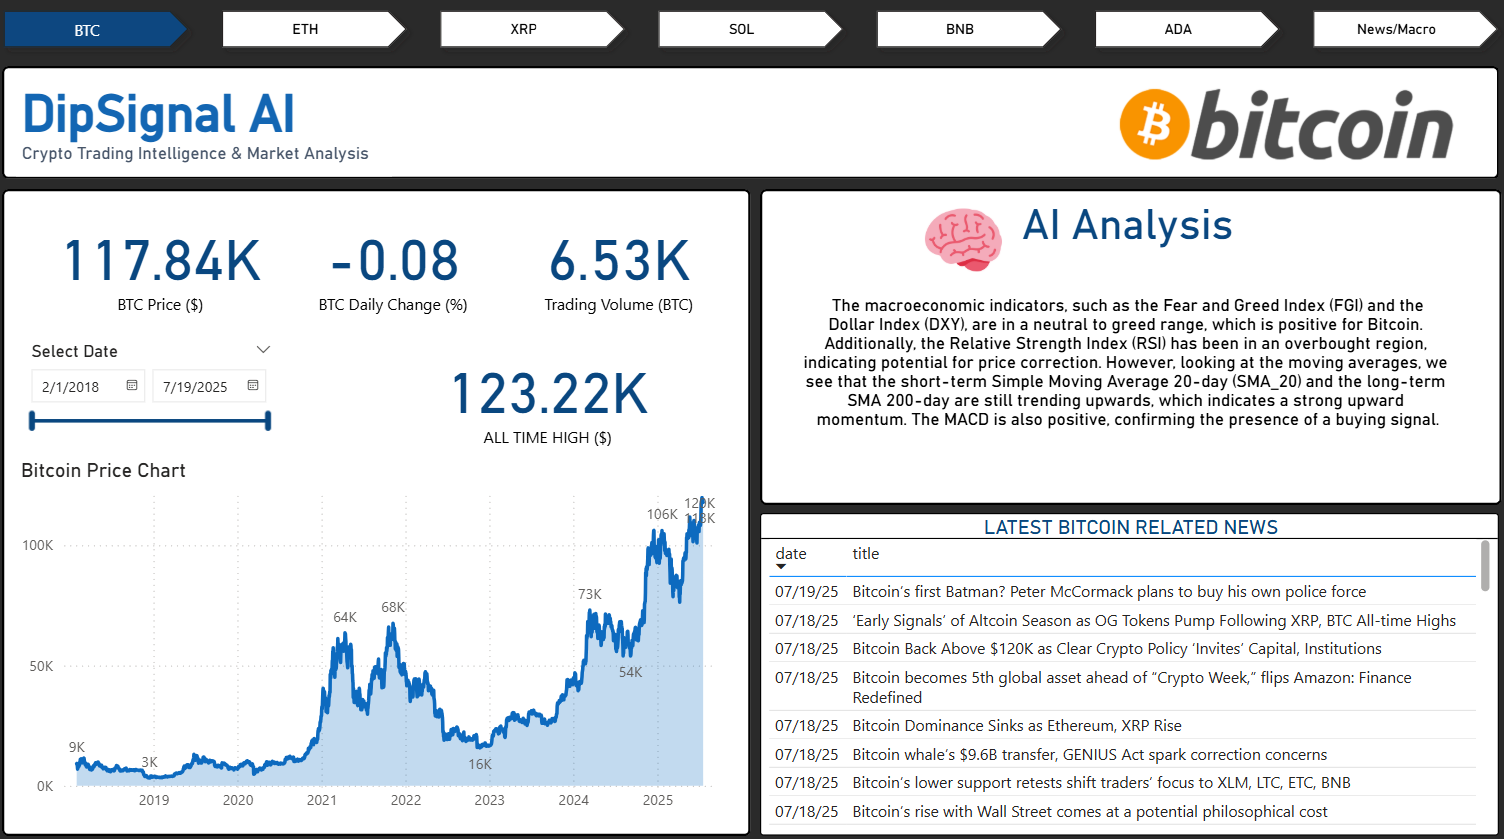 BTC
ETH
XRP
SOL
BNB
ADA
News/Macro
DipSignal AI
Crypto Trading Intelligence & Market Analysis
bitcoin
117.84K
BTC Price ($)
-0.08
BTC Daily Change (%)
6.53K
Trading Volume (BTC)
Select Date
2/1/2018
7/19/2025
123.22K
ALL TIME HIGH ($)
Bitcoin Price Chart
100K
50K
0K
9K
3K
64K
68K
16K
73K
54K
106K
120K
113K
2019
2020
2021
2022
2023
2024
2025
AI Analysis
The macroeconomic indicators, such as the Fear and Greed Index (FGI) and the
Dollar Index (DXY), are in a neutral to greed range, which is positive for Bitcoin.
Additionally, the Relative Strength Index (RSI) has been in an overbought region,
indicating potential for price correction. However, looking at the moving averages, we
see that the short-term Simple Moving Average 20-day (SMA_20) and the long-term
SMA 200-day are still trending upwards, which indicates a strong upward
momentum. The MACD is also positive, confirming the presence of a buying signal.
LATEST BITCOIN RELATED NEWS
date title
07/19/25 Bitcoin’s first Batman? Peter McCormack plans to buy his own police force
07/18/25 ‘Early Signals’ of Altcoin Season as OG Tokens Pump Following XRP, BTC All-time Highs
07/18/25 Bitcoin Back Above $120K as Clear Crypto Policy ‘Invites’ Capital, Institutions
07/18/25 Bitcoin becomes 5th global asset ahead of “Crypto Week,” flips Amazon: Finance
Redefined
07/18/25 Bitcoin Dominance Sinks as Ethereum, XRP Rise
07/18/25 Bitcoin whale’s $9.6B transfer, GENIUS Act spark correction concerns
07/18/25 Bitcoin’s lower support retests shift traders’ focus to XLM, LTC, ETC, BNB
07/18/25 Bitcoin’s rise with Wall Street comes at a potential philosophical cost